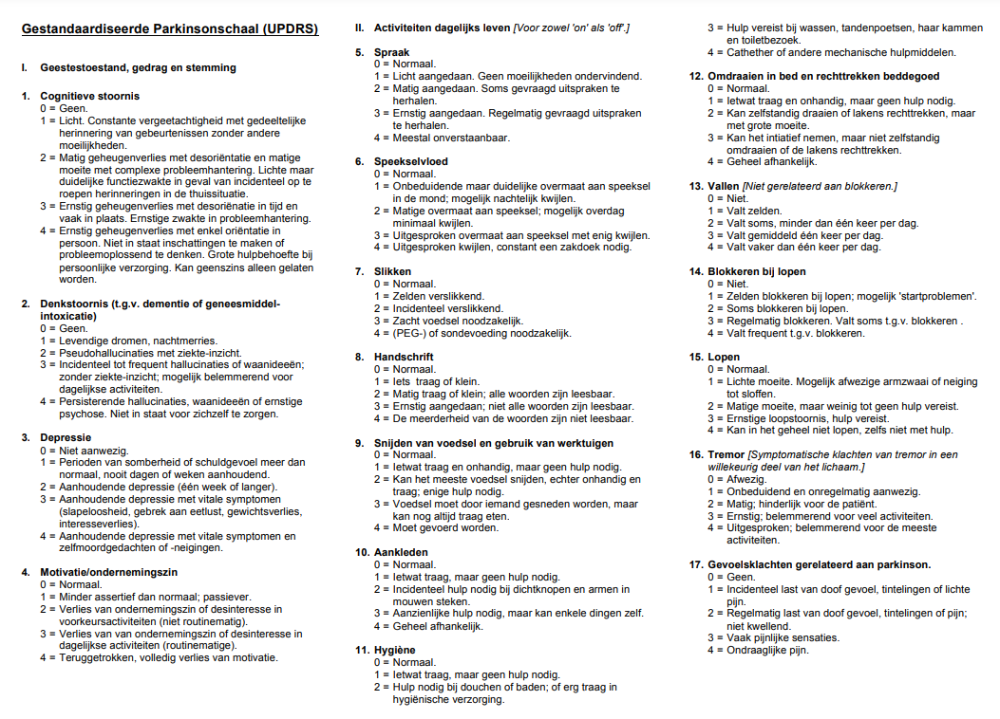 Gestandaardiseerde Parkinsonschaal (UPDRS)
I. Geestestoestand, gedrag en stemming
1. Cognitieve stoornis
0 = Geen.
1 = Licht. Constante vergeetachtigheid met gedeeltelijke
herinnering van gebeurtenissen zonder andere
moeilijkheden.
2 = Matig geheugenverlies met desoriëntatie en matige
moeite met complexe probleemhantering. Lichte maar
duidelijke functiezwakte in geval van incidenteel op te
roepen herinneringen in de thuissituatie.
3 = Ernstig geheugenverlies met desoriënatie in tijd en
vaak in plaats. Ernstige zwakte in probleemhantering.
4 = Ernstig geheugenverlies met enkel oriëntatie in
persoon. Niet in staat inschattingen te maken of
probleemoplossend te denken. Grote hulpbehoefte bij
persoonlijke verzorging. Kan geenszins alleen gelaten
worden.
2. Denkstoornis (t.g.v. dementie of geneesmiddel-
intoxicatie)
0 = Geen.
1 = Levendige dromen, nachtmerries.
2 = Pseudohallucinaties met ziekte-inzicht.
3 = Incidenteel tot frequent hallucinaties of waanideeën;
zonder ziekte-inzicht; mogelijk belemmerend voor
dagelijkse activiteiten.
4 = Persisterende hallucinaties, waanideeën of ernstige
psychose. Niet in staat voor zichzelf te zorgen.
3. Depressie
0 = Niet aanwezig.
1 = Perioden van somberheid of schuldgevoel meer dan
normaal, nooit dagen of weken aanhoudend.
2 = Aanhoudende depressie (één week of langer).
3 = Aanhoudende depressie met vitale symptomen
(slapeloosheid, gebrek aan eetlust, gewichtsverlies,
interesseverlies).
4 = Aanhoudende depressie met vitale symptomen en
zelfmoordgedachten of -neigingen.
4. Motivatie/ondernemingszin
0 = Normaal.
1 = Minder assertief dan normaal; passiever.
2 = Verlies van ondernemingszin of desinteresse in
voorkeursactiviteiten (niet routinematig).
3 = Verlies van van ondernemingszin of desinteresse in
dagelijkse activiteiten (routinematige).
4 = Teruggetrokken, volledig verlies van motivatie.
II. Activiteiten dagelijks leven [Voor zowel 'on' als 'off'.]
5. Spraak
0 = Normaal.
1 = Licht aangedaan. Geen moeilijkheden ondervindend.
2 = Matig aangedaan. Soms gevraagd uitspraken te
herhalen.
3 = Ernstig aangedaan. Regelmatig gevraagd uitspraken
te herhalen.
4 = Meestal onverstaanbaar.
6. Speekselvloed
0 = Normaal.
1 = Onbeduidende maar duidelijke overmaat aan speeksel
in de mond; mogelijk nachtelijk kwijlen.
2 = Matige overmaat aan speeksel; mogelijk overdag
minimaal kwijlen.
3 = Uitgesproken overmaat aan speeksel met enig kwijlen.
4 = Uitgesproken kwijlen, constant een zakdoek nodig.
7. Slikken
0 = Normaal.
1 = Zelden verslikkend.
2 = Incidenteel verslikkend.
3 = Zacht voedsel noodzakelijk.
4 = (PEG-) of sondevoeding noodzakelijk.
8. Handschrift
0 = Normaal.
1 = Iets traag of klein.
2 = Matig traag of klein; alle woorden zijn leesbaar.
3 = Ernstig aangedaan; niet alle woorden zijn leesbaar.
4 = De meerderheid van de woorden zijn niet leesbaar.
9. Snijden van voedsel en gebruik van werktuigen
0 = Normaal.
1 = Ietwat traag en onhandig, maar geen hulp nodig.
2 = Kan het meeste voedsel snijden, echter onhandig en
traag; enige hulp nodig.
3 = Voedsel moet door iemand gesneden worden, maar
kan nog altijd traag eten.
4 = Moet gevoerd worden.
10. Aankleden
0 = Normaal.
1 = Ietwat traag, maar geen hulp nodig.
2 = Incidenteel hulp nodig bij dichtknopen en armen in
mouwen steken.
3 = Aanzienlijke hulp nodig, maar kan enkele dingen zelf.
4 = Geheel afhankelijk.
11. Hygiëne
0 = Normaal.
1 = Ietwat traag, maar geen hulp nodig.
2 = Hulp nodig bij douchen of baden; of erg traag in
hygiënische verzorging.
3 = Hulp vereist bij wassen, tandenpoetsen, haar kammen
en toiletbezoek.
4 = Cathether of andere mechanische hulpmiddelen.
12. Omdraaien in bed en rechttrekken beddegoed
0 = Normaal.
1 = Ietwat traag en onhandig, maar geen hulp nodig.
2 = Kan zelfstandig draaien of lakens rechttrekken, maar
met grote moeite.
3 = Kan het intiatief nemen, maar niet zelfstandig
omdraaien of de lakens rechttrekken.
4 = Geheel afhankelijk.
13. Vallen [Niet gerelateerd aan blokkeren.]
0 = Niet.
1 = Valt zelden.
2 = Valt soms, minder dan één keer per dag.
3 = Valt gemiddeld één keer per dag.
4 = Valt vaker dan één keer per dag.
14. Blokkeren bij lopen
0 = Niet.
1 = Zelden blokkeren bij lopen; mogelijk 'startproblemen'.
2 = Soms blokkeren bij lopen.
3 = Regelmatig blokkeren. Valt soms t.g.v. blokkeren .
4 = Valt frequent t.g.v. blokkeren.
15. Lopen
0 = Normaal.
1 = Lichte moeite. Mogelijk afwezige armzwaai of neiging
tot sloffen.
2 = Matige moeite, maar weinig tot geen hulp vereist.
3 = Ernstige loopstoornis, hulp vereist.
4 = Kan in het geheel niet lopen, zelfs niet met hulp.
16. Tremor [Symptomatische klachten van tremor in een
willekeurig deel van het lichaam.]
0 = Afwezig.
1 = Onbeduidend en onregelmatig aanwezig.
2 = Matig; hinderlijk voor de patiënt.
3 = Ernstig; belemmerend voor veel activiteiten.
4 = Uitgesproken; belemmerend voor de meeste
activiteiten.
17. Gevoelsklachten gerelateerd aan parkinson.
0 = Geen.
1 = Incidenteel last van doof gevoel, tintelingen of lichte
pijn.
2 = Regelmatig last van doof gevoel, tintelingen of pijn;
niet kwellend.
3 = Vaak pijnlijke sensaties.
4 = Ondraaglijke pijn.